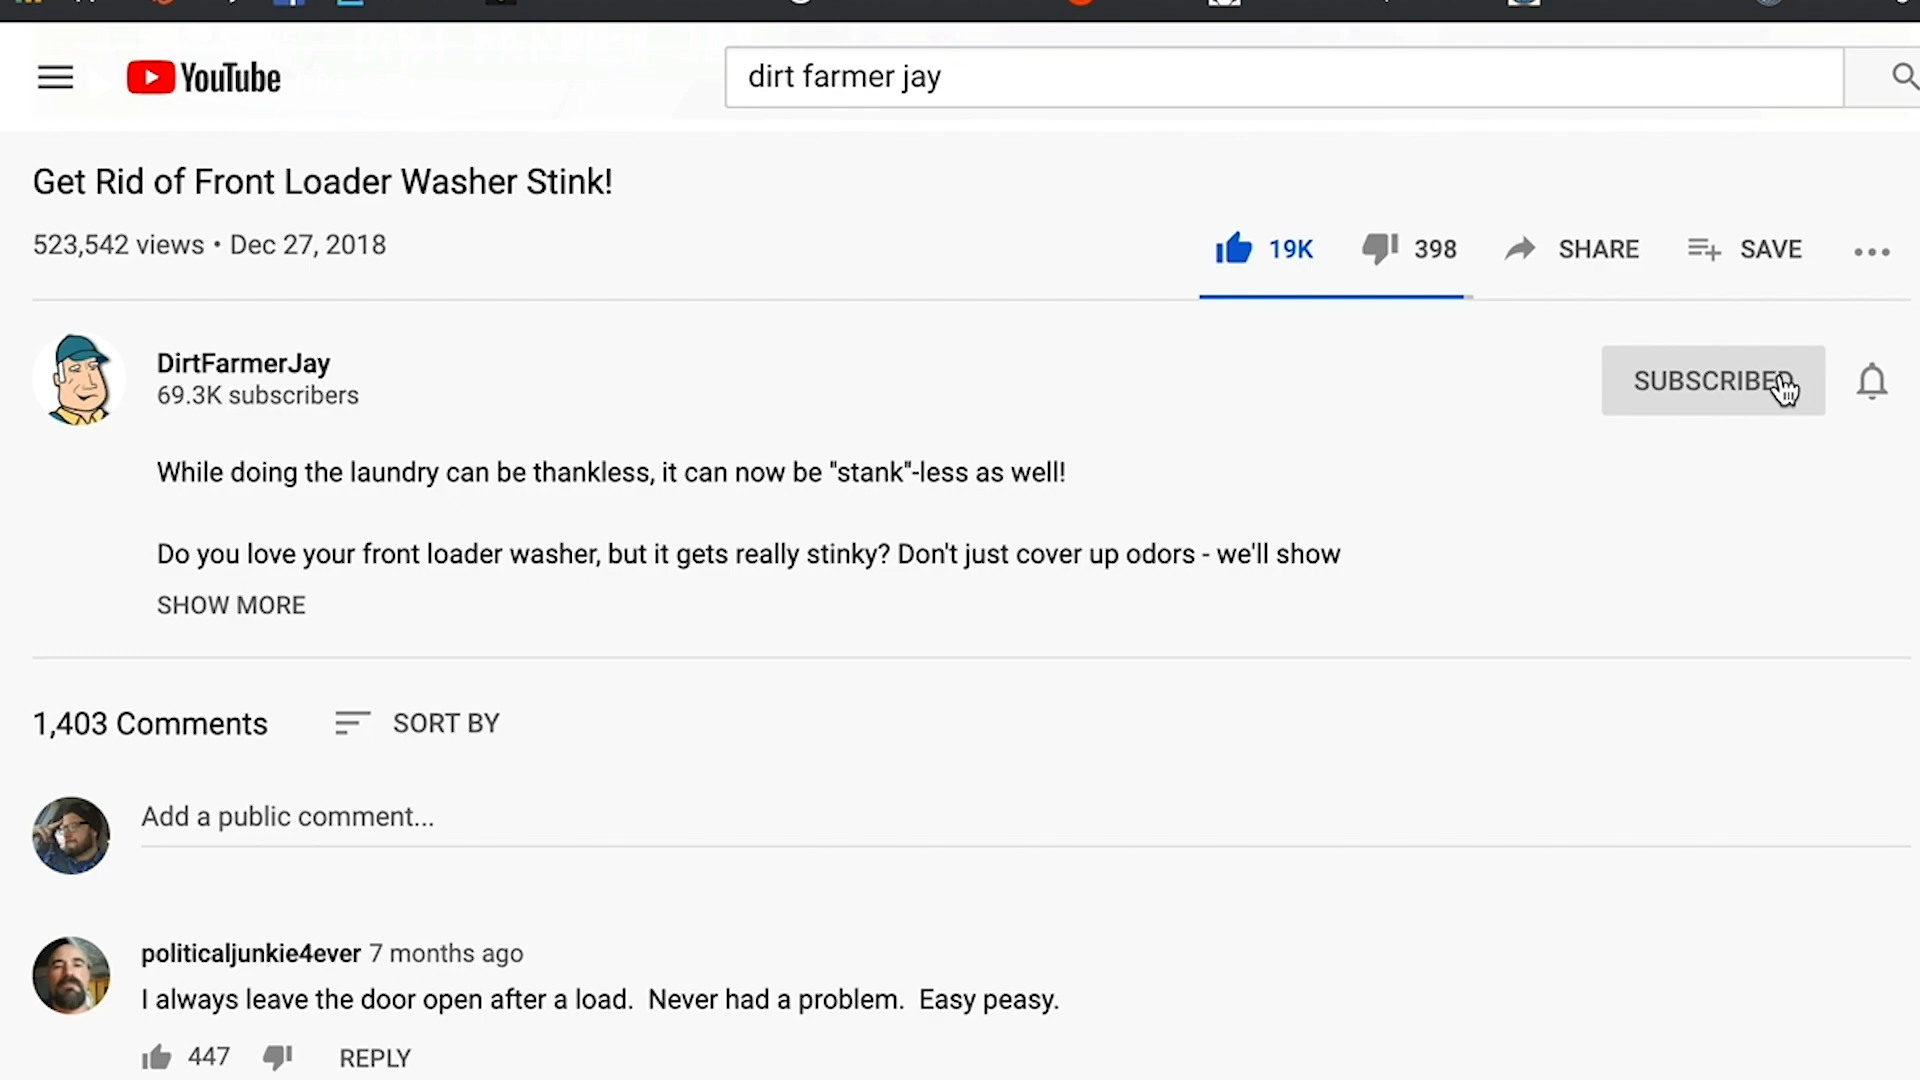 YouTube
dirt farmer jay
Get Rid of Front Loader Washer Stink!
523,542 views • Dec 27, 2018
19K 398 SHARE SAVE
DirtFarmerJay
69.3K subscribers
SUBSCRIBED
While doing the laundry can be thankless, it can now be "stank"-less as well!
Do you love your front loader washer, but it gets really stinky? Don't just cover up odors - we'll show
SHOW MORE
1,403 Comments SORT BY
Add a public comment...
politicaljunkie4ever 7 months ago
I always leave the door open after a load.  Never had a problem.  Easy peasy.
447 REPLY